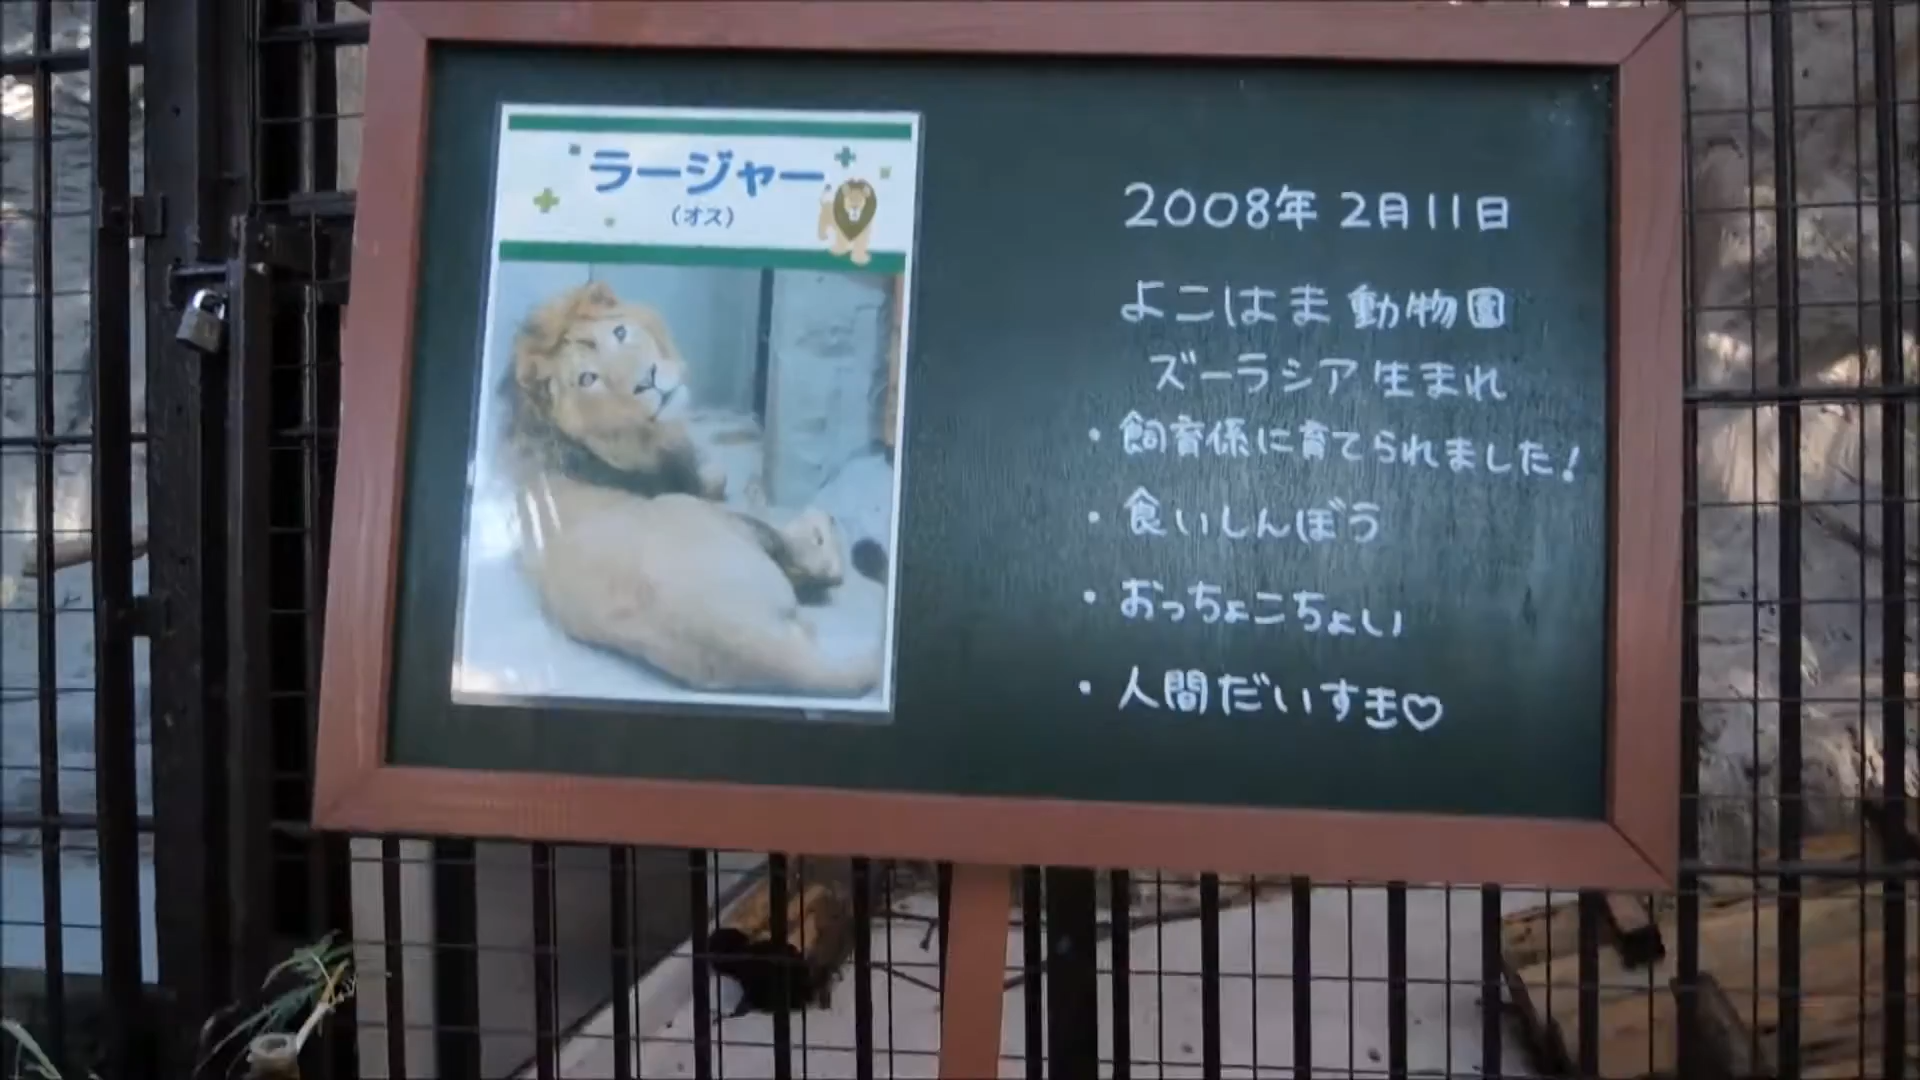 ラージャー
(オス)
2008年 2月11日
よこはま動物園
ズーラシア生まれ
・飼育係に育てられました!
・食いしんぼう
・おっちょこちょい
・人間だいすき♡